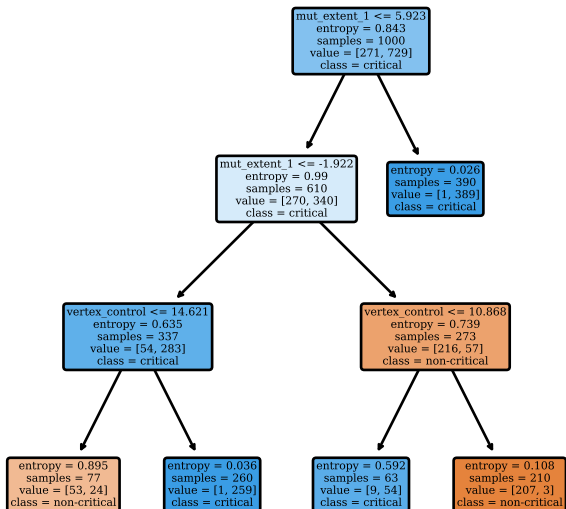 mut_extent_1 <= 5.923
entropy = 0.843
samples = 1000
value = [271, 729]
class = critical
mut_extent_1 <= -1.922
entropy = 0.99
samples = 610
value = [270, 340]
class = critical
entropy = 0.026
samples = 390
value = [1, 389]
class = critical
vertex_control <= 14.621
entropy = 0.635
samples = 337
value = [54, 283]
class = critical
vertex_control <= 10.868
entropy = 0.739
samples = 273
value = [216, 57]
class = non-critical
entropy = 0.895
samples = 77
value = [53, 24]
class = non-critical
entropy = 0.036
samples = 260
value = [1, 259]
class = critical
entropy = 0.592
samples = 63
value = [9, 54]
class = critical
entropy = 0.108
samples = 210
value = [207, 3]
class = non-critical